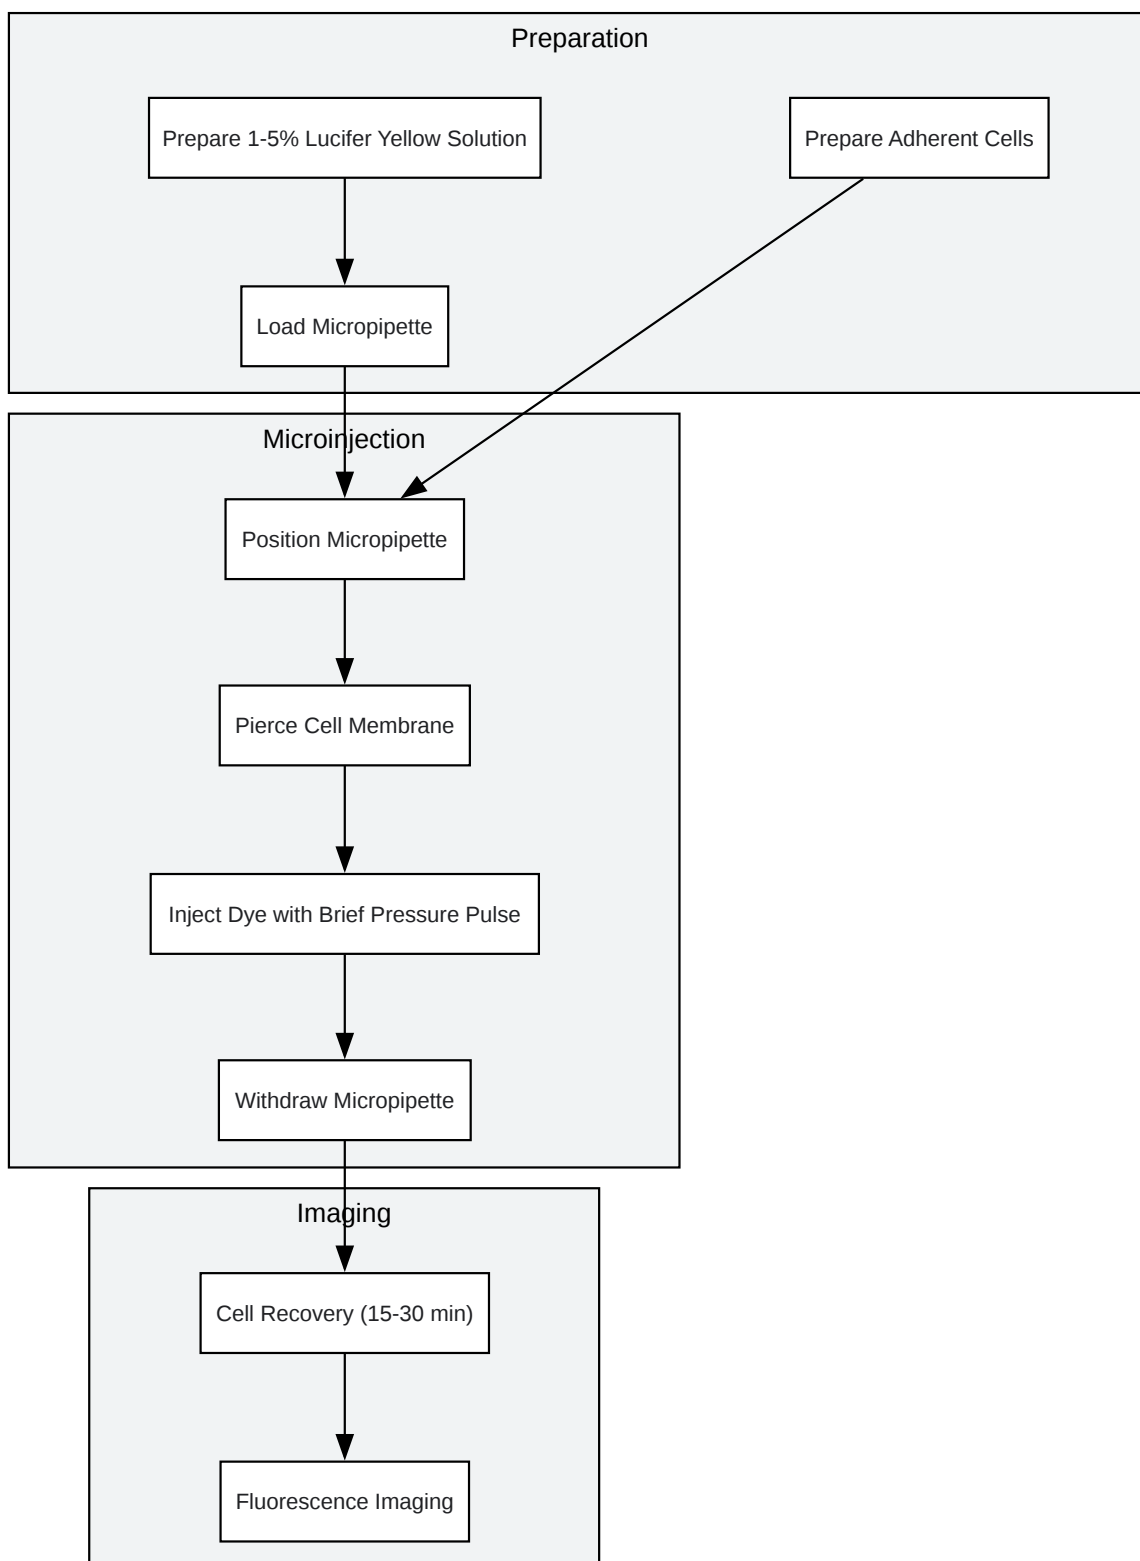 Preparation
Prepare 1-5% Lucifer Yellow Solution
Prepare Adherent Cells
Load Micropipette
Microinjection
Position Micropipette
Pierce Cell Membrane
Inject Dye with Brief Pressure Pulse
Withdraw Micropipette
Imaging
Cell Recovery (15-30 min)
Fluorescence Imaging